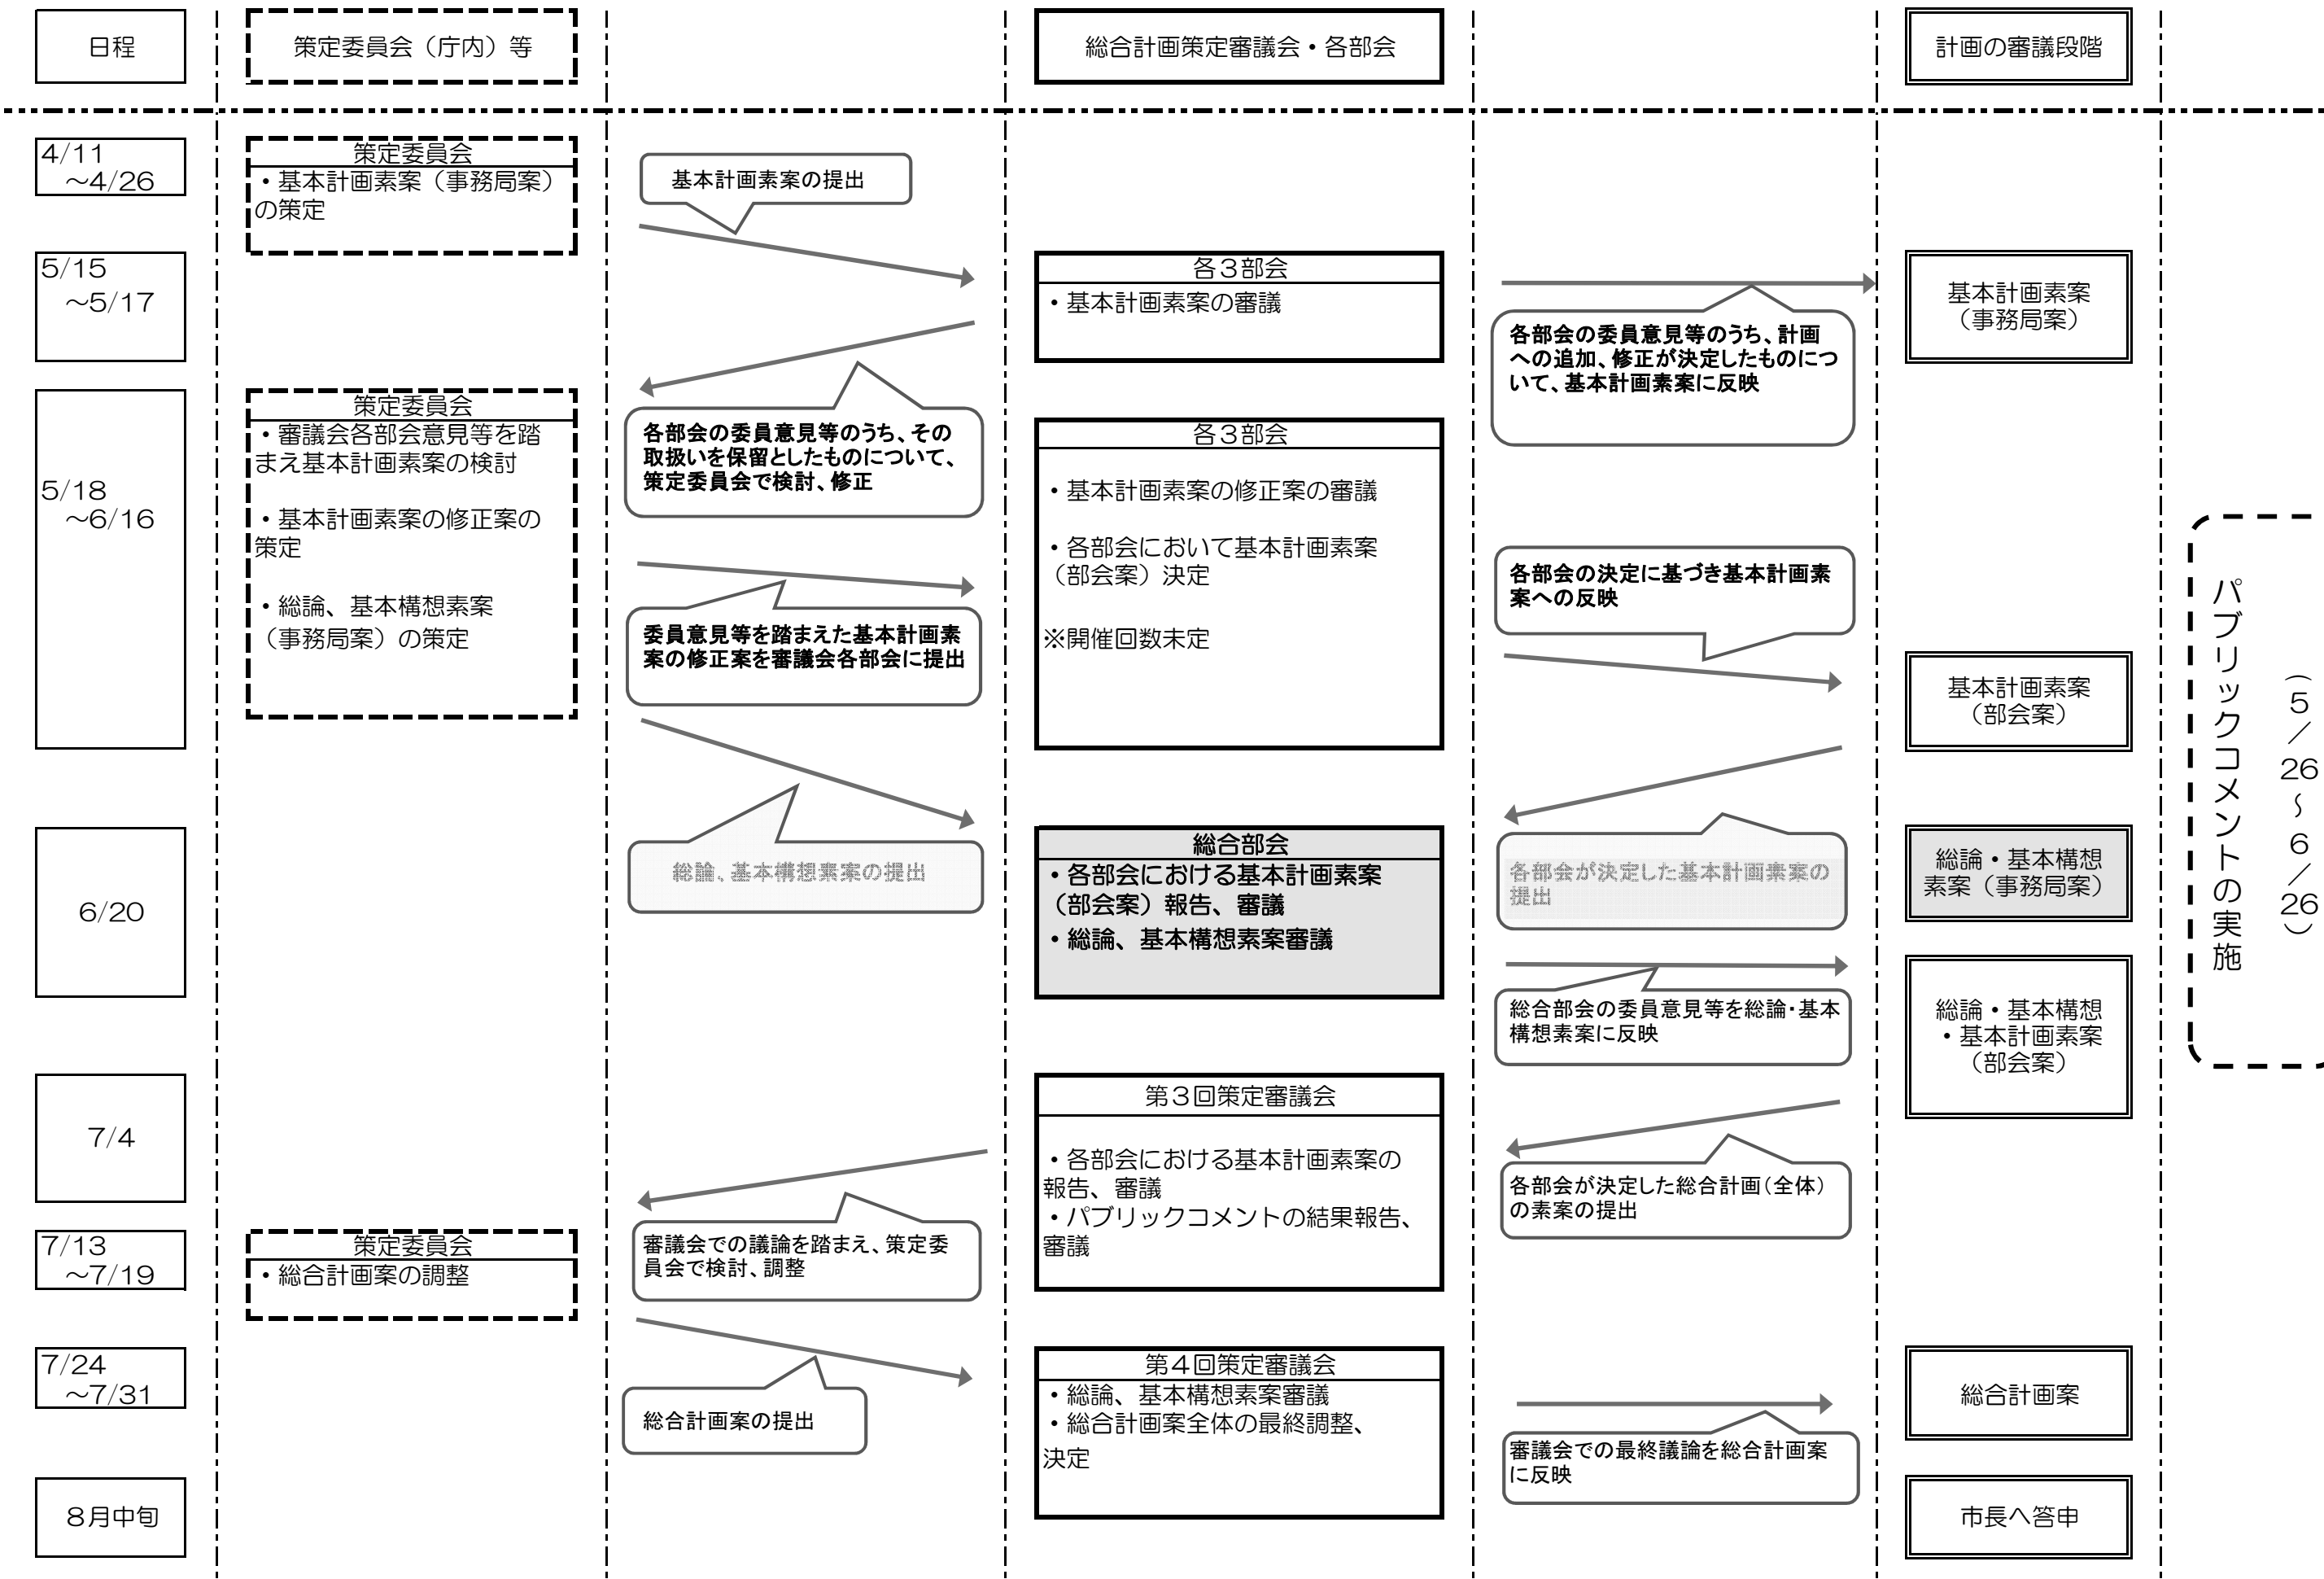 日程
策定委員会（庁内）等
総合計画策定審議会・各部会
計画の審議段階
4/11
～4/26
策定委員会
・基本計画素案（事務局案）
の策定
基本計画素案の提出
5/15
～5/17
各３部会
・基本計画素案の審議
各部会の委員意見等のうち、計画
への追加、修正が決定したものにつ
いて、基本計画素案に反映
基本計画素案
（事務局案）
各部会の委員意見等のうち、その
取扱いを保留としたものについて、
策定委員会で検討、修正
5/18
～6/16
策定委員会
・審議会各部会意見等を踏
まえ基本計画素案の検討
・基本計画素案の修正案の
策定
・総論、基本構想素案
（事務局案）の策定
委員意見等を踏まえた基本計画素
案の修正案を審議会各部会に提出
各３部会
・基本計画素案の修正案の審議
・各部会において基本計画素案
（部会案）決定
※開催回数未定
各部会の決定に基づき基本計画素
案への反映
基本計画素案
（部会案）
総論、基本構想素案の提出
6/20
総合部会
・各部会における基本計画素案
（部会案）報告、審議
・総論、基本構想素案審議
各部会が決定した基本計画素案の
提出
総論・基本構想
素案（事務局案）
総合部会の委員意見等を総論・基本
構想素案に反映
総論・基本構想
・基本計画素案
（部会案）
7/4
第３回策定審議会
・各部会における基本計画素案の
報告、審議
・パブリックコメントの結果報告、
審議
各部会が決定した総合計画（全体）
の素案の提出
審議会での議論を踏まえ、策定委
員会で検討、調整
7/13
～7/19
策定委員会
・総合計画案の調整
総合計画案の提出
7/24
～7/31
第４回策定審議会
・総論、基本構想素案審議
・総合計画案全体の最終調整、
決定
審議会での最終議論を総合計画案
に反映
総合計画案
８月中旬
市長へ答申
パブリックコメントの実施
（５／26～６／26）